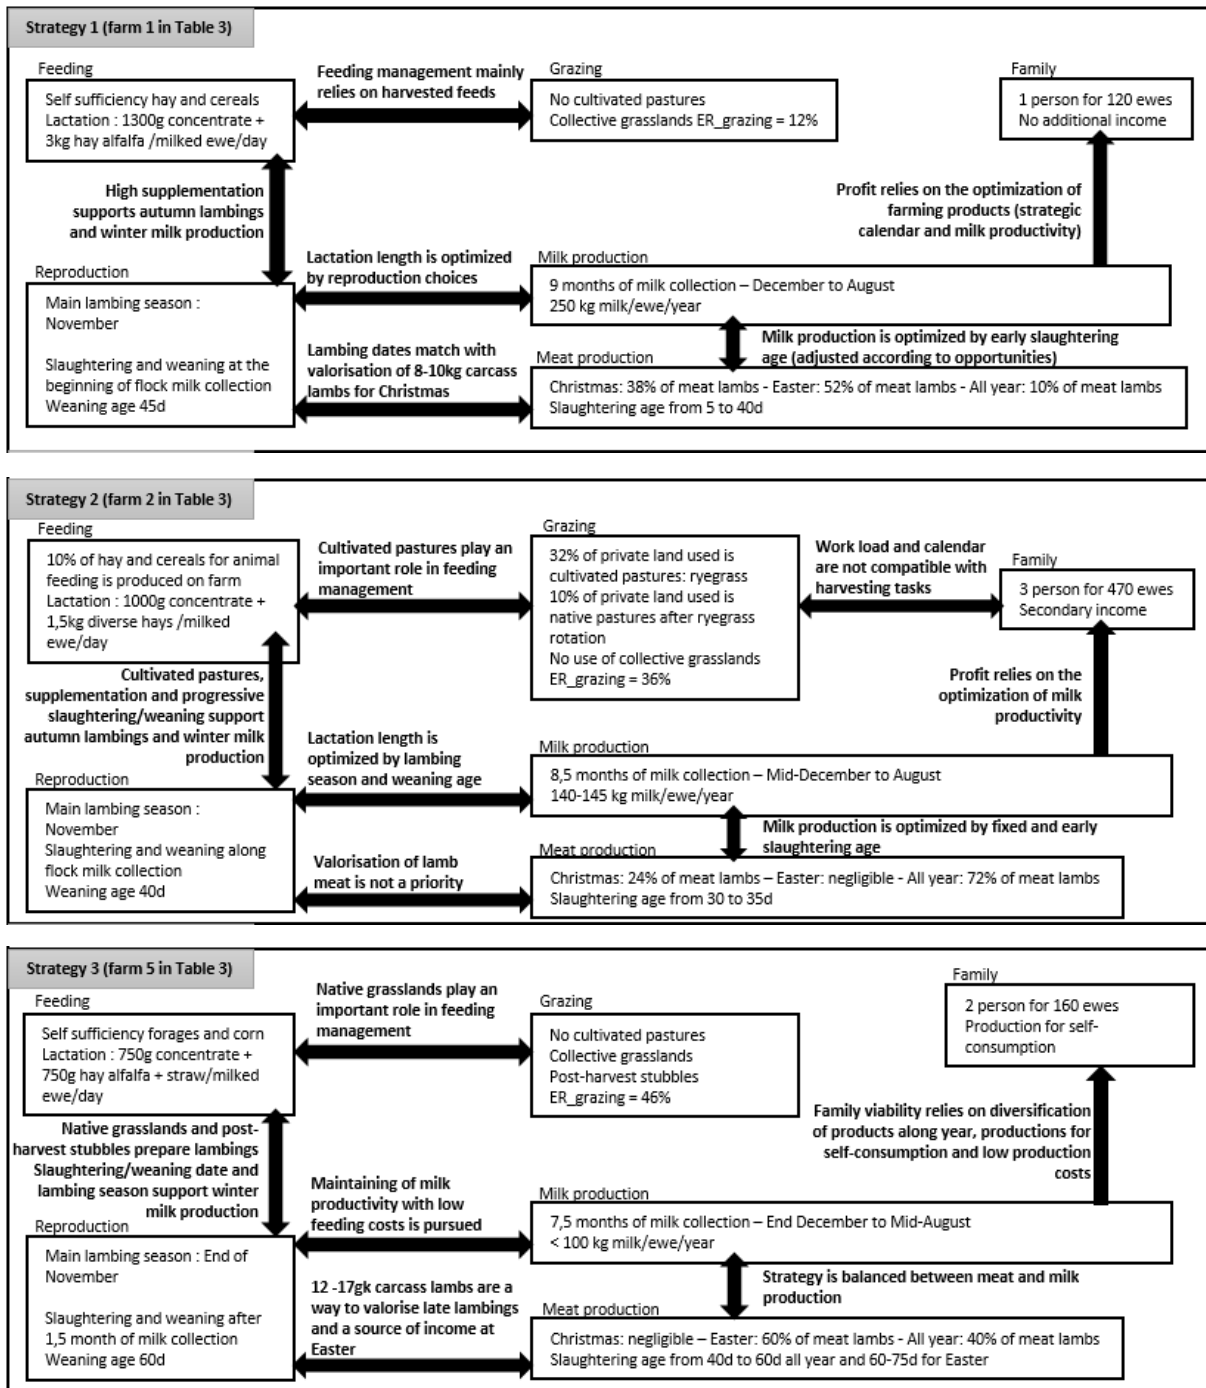 Strategy 1 (farm 1 in Table 3)
Feeding
Self sufficiency hay and cereals
Lactation : 1300g concentrate +
3kg hay alfalfa /milked ewe/day
Feeding management mainly
relies on harvested feeds
Grazing
No cultivated pastures
Collective grasslands ER_grazing = 12%
Family
1 person for 120 ewes
No additional income
High supplementation
supports autumn lambings
and winter milk production
Profit relies on the optimization of
farming products (strategic
calendar and milk productivity)
Reproduction
Main lambing season :
November
Slaughtering and weaning at the
beginning of flock milk collection
Weaning age 45d
Lactation length is optimized
by reproduction choices
Milk production
9 months of milk collection – December to August
250 kg milk/ewe/year
Milk production is optimized by early slaughtering
age (adjusted according to opportunities)
Lambing dates match with
valorisation of 8-10kg carcass
lambs for Christmas
Meat production
Christmas: 38% of meat lambs - Easter: 52% of meat lambs - All year: 10% of meat lambs
Slaughtering age from 5 to 40d
Strategy 2 (farm 2 in Table 3)
Feeding
10% of hay and cereals for animal
feeding is produced on farm
Lactation : 1000g concentrate +
1,5kg diverse hays /milked
ewe/day
Cultivated pastures play an
important role in feeding
management
Grazing
32% of private land used is
cultivated pastures: ryegrass
10% of private land used is
native pastures after ryegrass
rotation
No use of collective grasslands
ER_grazing = 36%
Work load and calendar
are not compatible with
harvesting tasks
Family
3 person for 470 ewes
Secondary income
Cultivated pastures,
supplementation and progressive
slaughtering/weaning support
autumn lambings and winter milk
production
Profit relies on the
optimization of milk
productivity
Reproduction
Main lambing season :
November
Slaughtering and weaning along
flock milk collection
Weaning age 40d
Lactation length is
optimized by lambing
season and weaning age
Milk production
8,5 months of milk collection – Mid-December to August
140-145 kg milk/ewe/year
Milk production is optimized by fixed and early
slaughtering age
Valorisation of lamb
meat is not a priority
Meat production
Christmas: 24% of meat lambs – Easter: negligible - All year: 72% of meat lambs
Slaughtering age from 30 to 35d
Strategy 3 (farm 5 in Table 3)
Feeding
Self sufficiency forages and corn
Lactation : 750g concentrate +
750g hay alfalfa + straw/milked
ewe/day
Native grasslands play an
important role in feeding
management
Grazing
No cultivated pastures
Collective grasslands
Post-harvest stubbles
ER_grazing = 46%
Family
2 person for 160 ewes
Production for self-
consumption
Native grasslands and post-
harvest stubbles prepare lambings
Slaughtering/weaning date and
lambing season support winter
milk production
Family viability relies on diversification
of products along year, productions for
self-consumption and low production
costs
Reproduction
Main lambing season : End of
November
Slaughtering and weaning after
1,5 month of milk collection
Weaning age 60d
Maintaining of milk
productivity with low
feeding costs is pursued
Milk production
7,5 months of milk collection – End December to Mid-August
< 100 kg milk/ewe/year
Strategy is balanced between meat and milk
production
12 -17gk carcass lambs are a
way to valorise late lambings
and a source of income at
Easter
Meat production
Christmas: negligible – Easter: 60% of meat lambs - All year: 40% of meat lambs
Slaughtering age from 40d to 60d all year and 60-75d for Easter